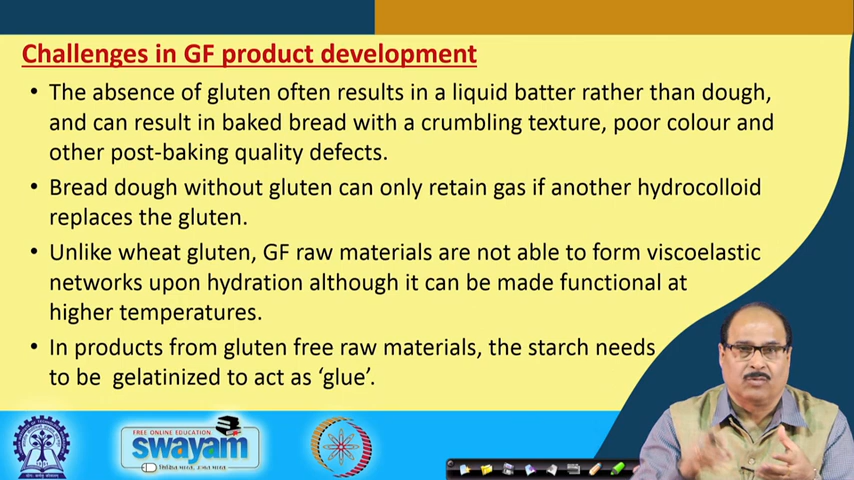 Challenges in GF product development
• The absence of gluten often results in a liquid batter rather than dough,
and can result in baked bread with a crumbling texture, poor colour and
other post-baking quality defects.
• Bread dough without gluten can only retain gas if another hydrocolloid
replaces the gluten.
• Unlike wheat gluten, GF raw materials are not able to form viscoelastic
networks upon hydration although it can be made functional at
higher temperatures.
• In products from gluten free raw materials, the starch needs
to be gelatinized to act as ‘glue’.
FREE ONLINE EDUCATION
swayam